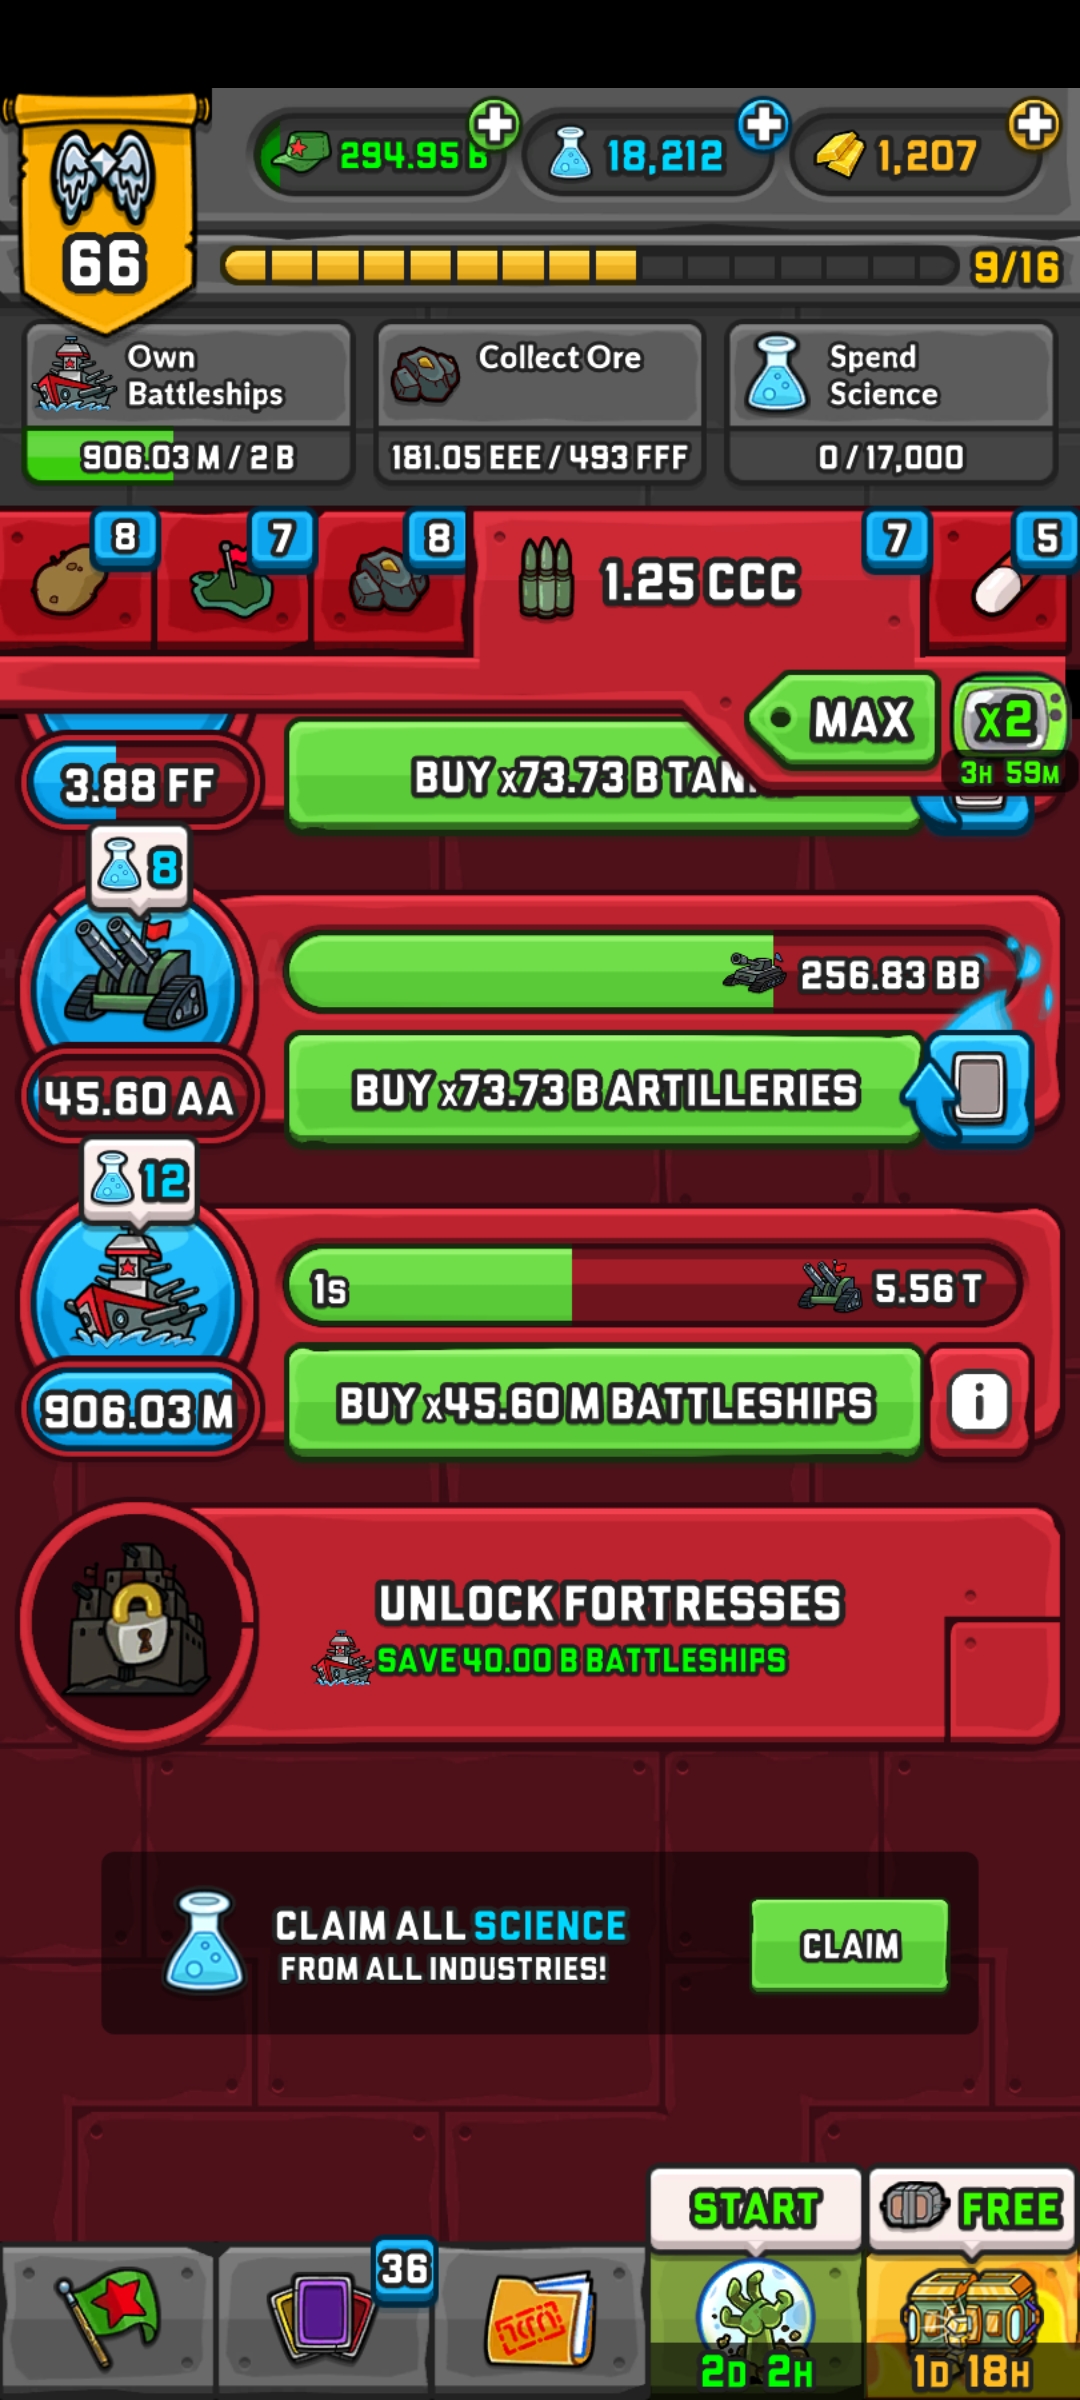 294.95 B
18,212
1,207
66
9/16
Own
Battleships
906.03 M / 2 B
Collect Ore
181.05 EEE / 493 FFF
Spend
Science
0 / 17,000
8
7
8
1.25 CCC
7
5
MAX
x2
3H 59M
3.88 FF
BUY x73.73 B
8
256.83 BB
45.60 AA
BUY x73.73 B ARTILLERIES
12
1s
5.56 T
906.03 M
BUY x45.60 M BATTLESHIPS
i
UNLOCK FORTRESSES
SAVE 40.00 B BATTLESHIPS
CLAIM ALL SCIENCE
FROM ALL INDUSTRIES!
CLAIM
START
FREE
36
2D 2H
1D 18H